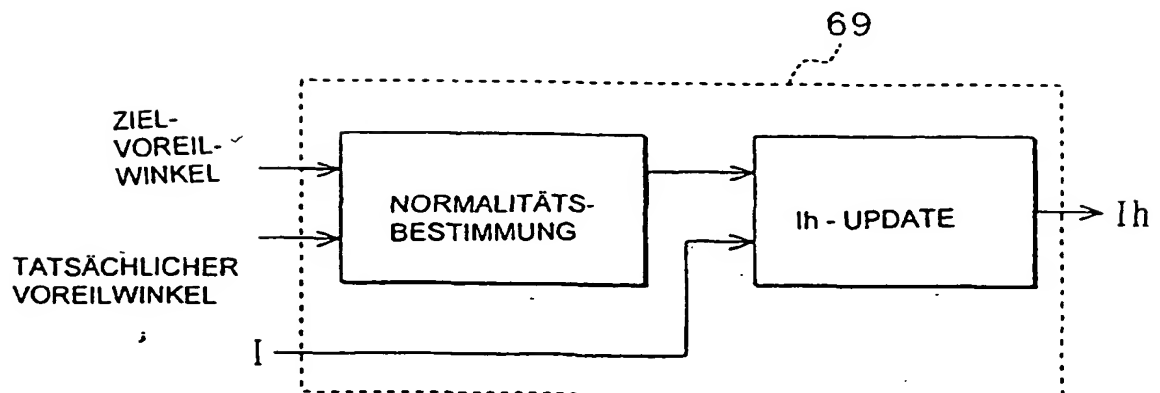 69
ZIEL-
VOREIL-
WINKEL
NORMALITÄTS-
BESTIMMUNG
Ih - UPDATE
Ih
TATSÄCHLICHER
VOREILWINKEL
I